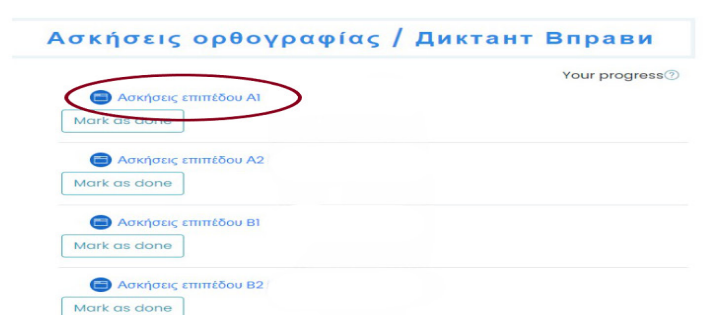 Ασκήσεις ορθογραφίας / Диктант Вправи
Your progress
Ασκήσεις επιπέδου Α1
Mark as done
Ασκήσεις επιπέδου Α2
Mark as done
Ασκήσεις επιπέδου Β1
Mark as done
Ασκήσεις επιπέδου Β2
Mark as done